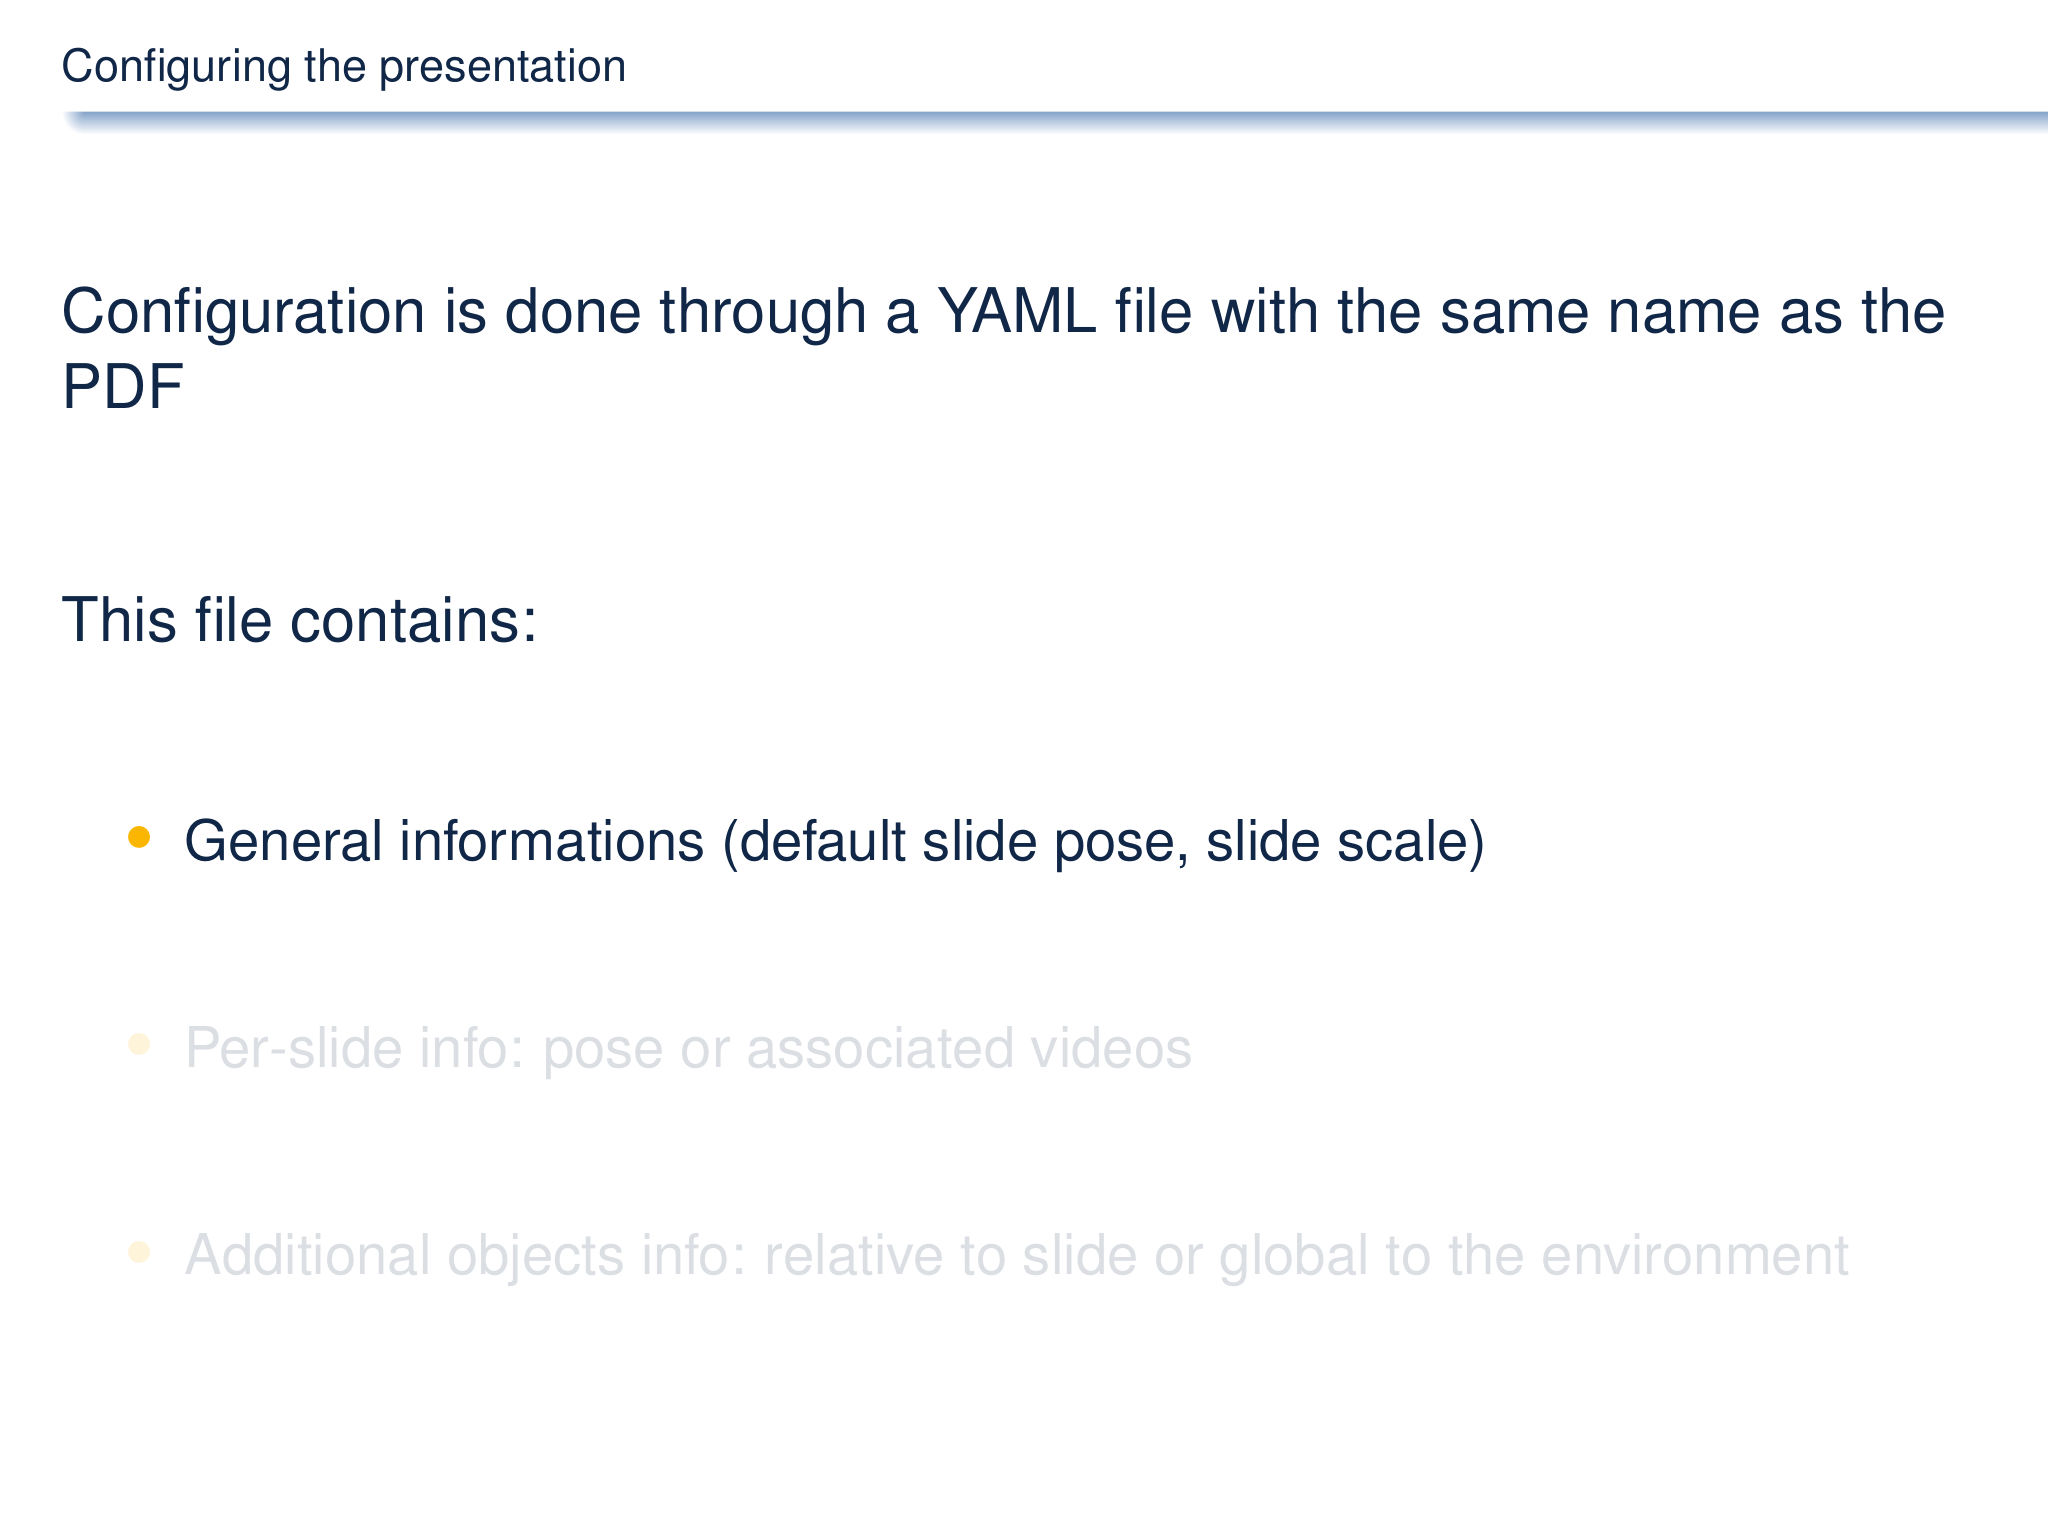 Configuring the presentation
Configuration is done through a YAML file with the same name as the
PDF
This file contains:
• General informations (default slide pose, slide scale)
• Per-slide info: pose or associated videos
• Additional objects info: relative to slide or global to the environment